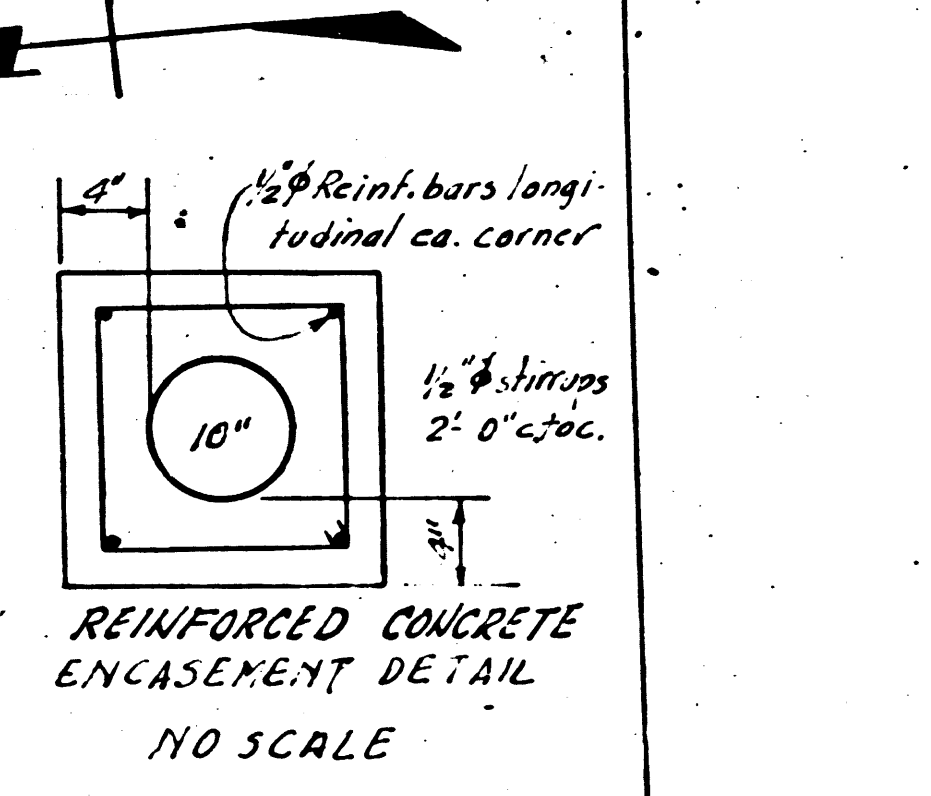 4"
1/2"ϕ Reinf. bars longi-
tudinal ea. corner
10"
1/2"ϕ stirrups
2'-0" c.to c.
4"
REINFORCED CONCRETE
ENCASEMENT DETAIL
NO SCALE